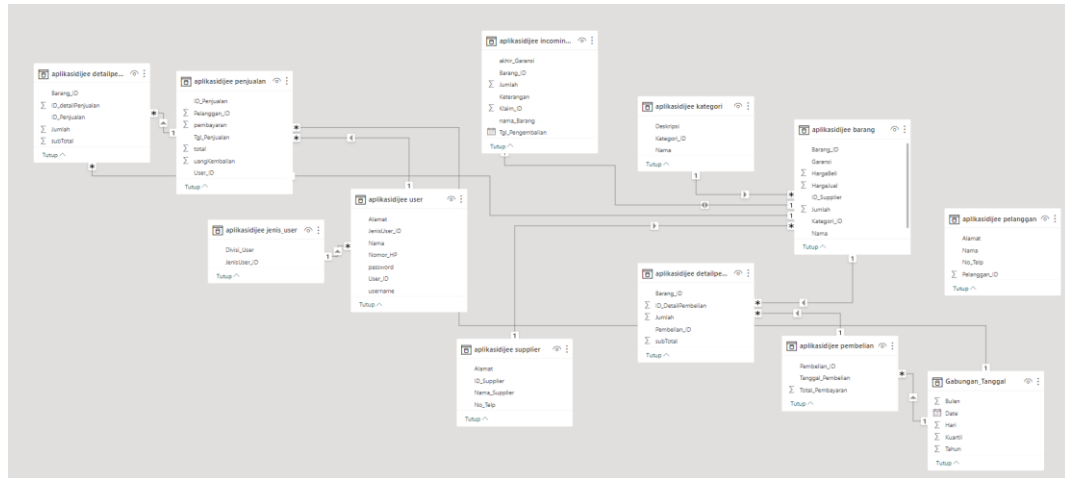 aplikasidijee detailpe...
Barang_ID
ID_detailPenjualan
ID_Penjualan
Jumlah
subTotal
Tutup
aplikasidijee penjualan
ID_Penjualan
Pelanggan_ID
pembayaran
Tgl_Penjualan
total
uangKembalian
User_ID
Tutup
aplikasidijee incomin...
akhir_Garansi
Barang_ID
Jumlah
Keterangan
Klaim_ID
nama_Barang
Tgl_Pengembalian
Tutup
aplikasidijee kategori
Deskripsi
Kategori_ID
Nama
Tutup
aplikasidijee barang
Barang_ID
Garansi
HargaBeli
HargaJual
ID_Supplier
Jumlah
Kategori_ID
Nama
Tutup
aplikasidijee user
Alamat
JenisUser_ID
Nama
Nomor_HP
password
User_ID
username
Tutup
aplikasidijee jenis_user
Divisi_User
JenisUser_ID
Tutup
aplikasidijee pelanggan
Alamat
Nama
No_Telp
Pelanggan_ID
Tutup
aplikasidijee detailpe...
Barang_ID
ID_DetailPembelian
Jumlah
Pembelian_ID
subTotal
Tutup
aplikasidijee supplier
Alamat
ID_Supplier
Nama_Supplier
No_Telp
Tutup
aplikasidijee pembelian
Pembelian_ID
Tanggal_Pembelian
Total_Pembayaran
Tutup
Gabungan_Tanggal
Bulan
Date
Hari
Kuartil
Tahun
Tutup